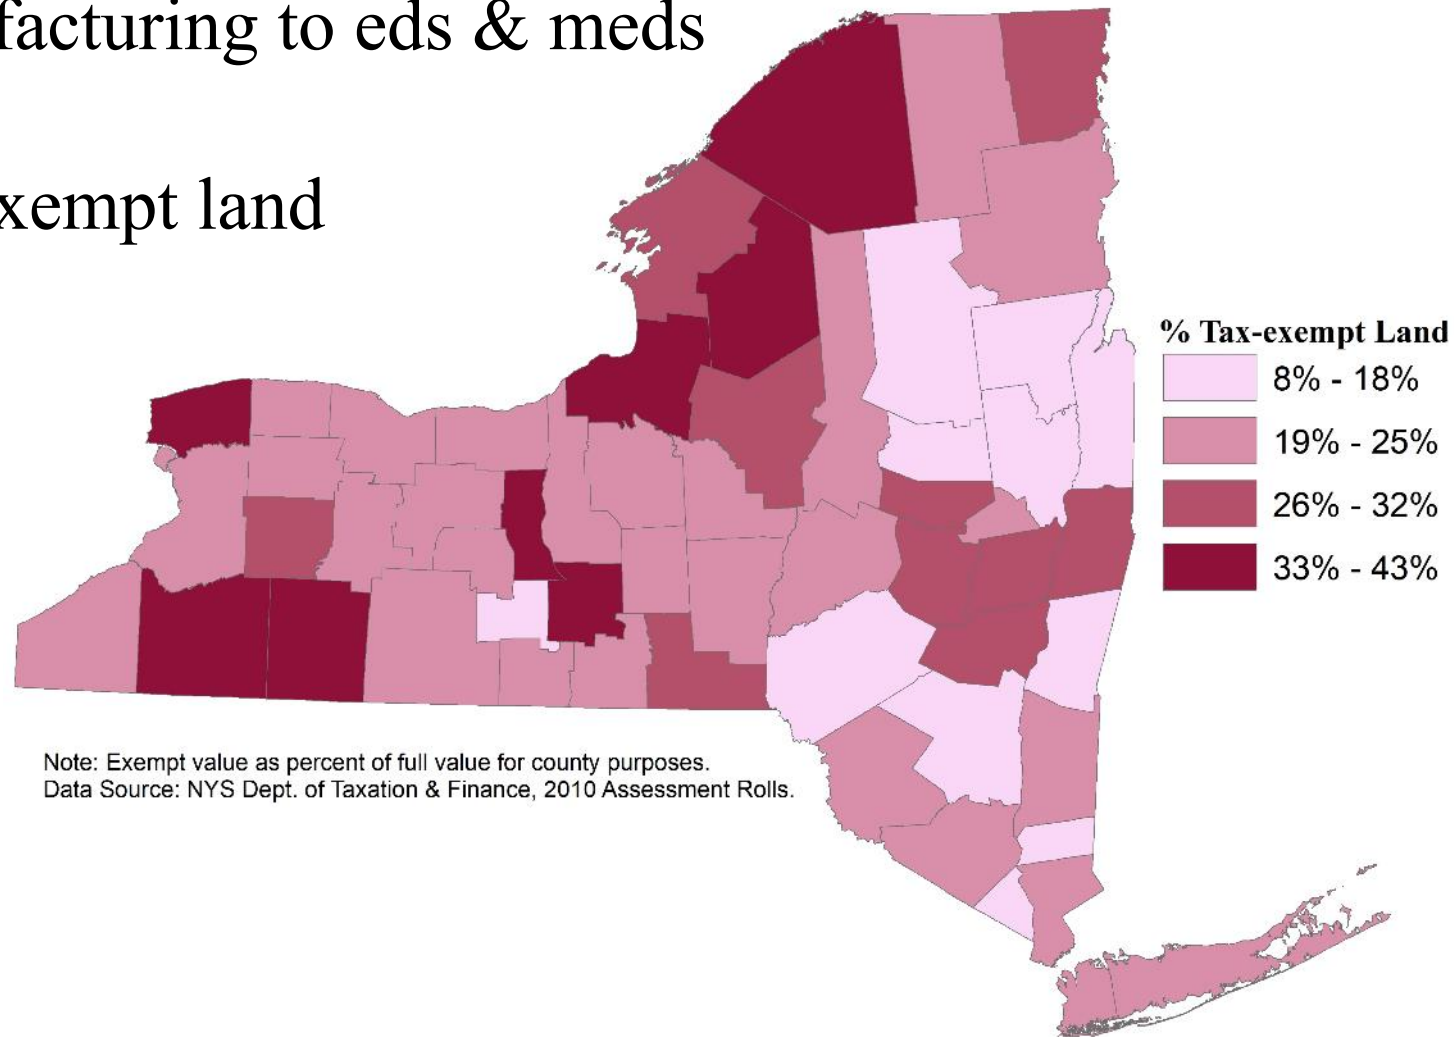 facturing to eds & meds
xempt land
% Tax-exempt Land
8% - 18%
19% - 25%
26% - 32%
33% - 43%
Note: Exempt value as percent of full value for county purposes.
Data Source: NYS Dept. of Taxation & Finance, 2010 Assessment Rolls.